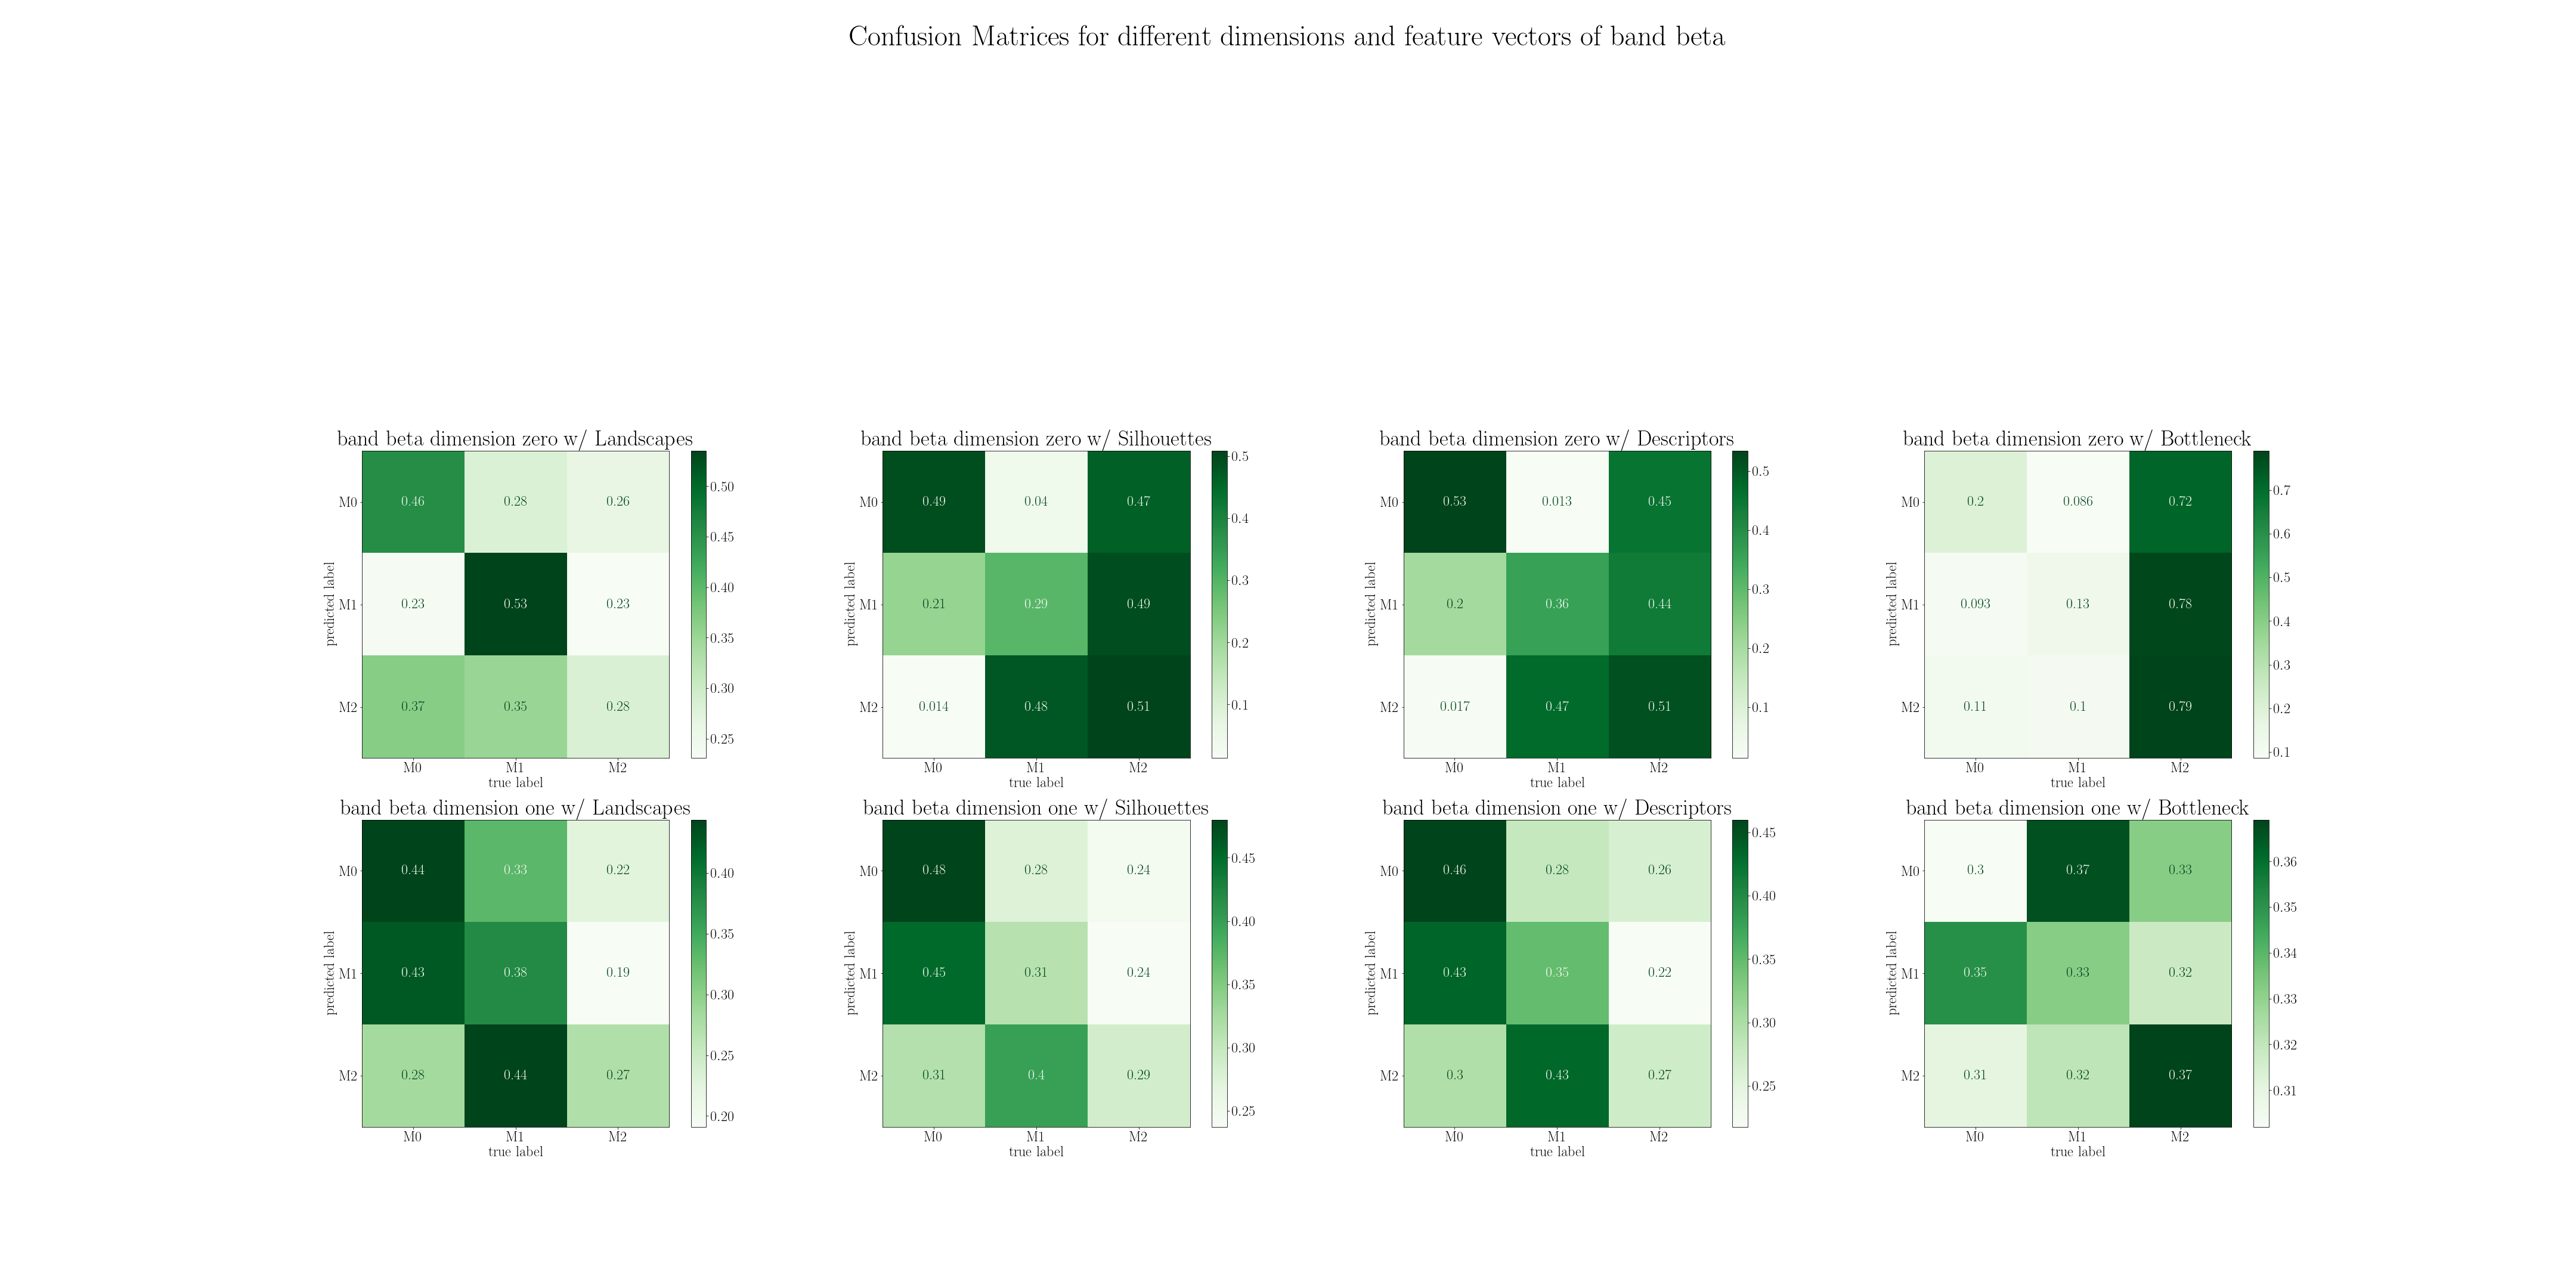 Confusion Matrices for different dimensions and feature vectors of band beta
band beta dimension zero w/ Landscapes
M0
M1
M2
predicted label
0.46 0.28 0.26
0.23 0.53 0.23
0.37 0.35 0.28
M0 M1 M2
true label
0.50
0.45
0.40
0.35
0.30
0.25
band beta dimension zero w/ Silhouettes
M0
M1
M2
predicted label
0.49 0.04 0.47
0.21 0.29 0.49
0.014 0.48 0.51
M0 M1 M2
true label
0.5
0.4
0.3
0.2
0.1
band beta dimension zero w/ Descriptors
M0
M1
M2
predicted label
0.53 0.013 0.45
0.2 0.36 0.44
0.017 0.47 0.51
M0 M1 M2
true label
0.5
0.4
0.3
0.2
0.1
band beta dimension zero w/ Bottleneck
M0
M1
M2
predicted label
0.2 0.086 0.72
0.093 0.13 0.78
0.11 0.1 0.79
M0 M1 M2
true label
0.7
0.6
0.5
0.4
0.3
0.2
0.1
band beta dimension one w/ Landscapes
M0
M1
M2
predicted label
0.44 0.33 0.22
0.43 0.38 0.19
0.28 0.44 0.27
M0 M1 M2
true label
0.40
0.35
0.30
0.25
0.20
band beta dimension one w/ Silhouettes
M0
M1
M2
predicted label
0.48 0.28 0.24
0.45 0.31 0.24
0.31 0.4 0.29
M0 M1 M2
true label
0.45
0.40
0.35
0.30
0.25
band beta dimension one w/ Descriptors
M0
M1
M2
predicted label
0.46 0.28 0.26
0.43 0.35 0.22
0.3 0.43 0.27
M0 M1 M2
true label
0.45
0.40
0.35
0.30
0.25
band beta dimension one w/ Bottleneck
M0
M1
M2
predicted label
0.3 0.37 0.33
0.35 0.33 0.32
0.31 0.32 0.37
M0 M1 M2
true label
0.36
0.35
0.34
0.33
0.32
0.31